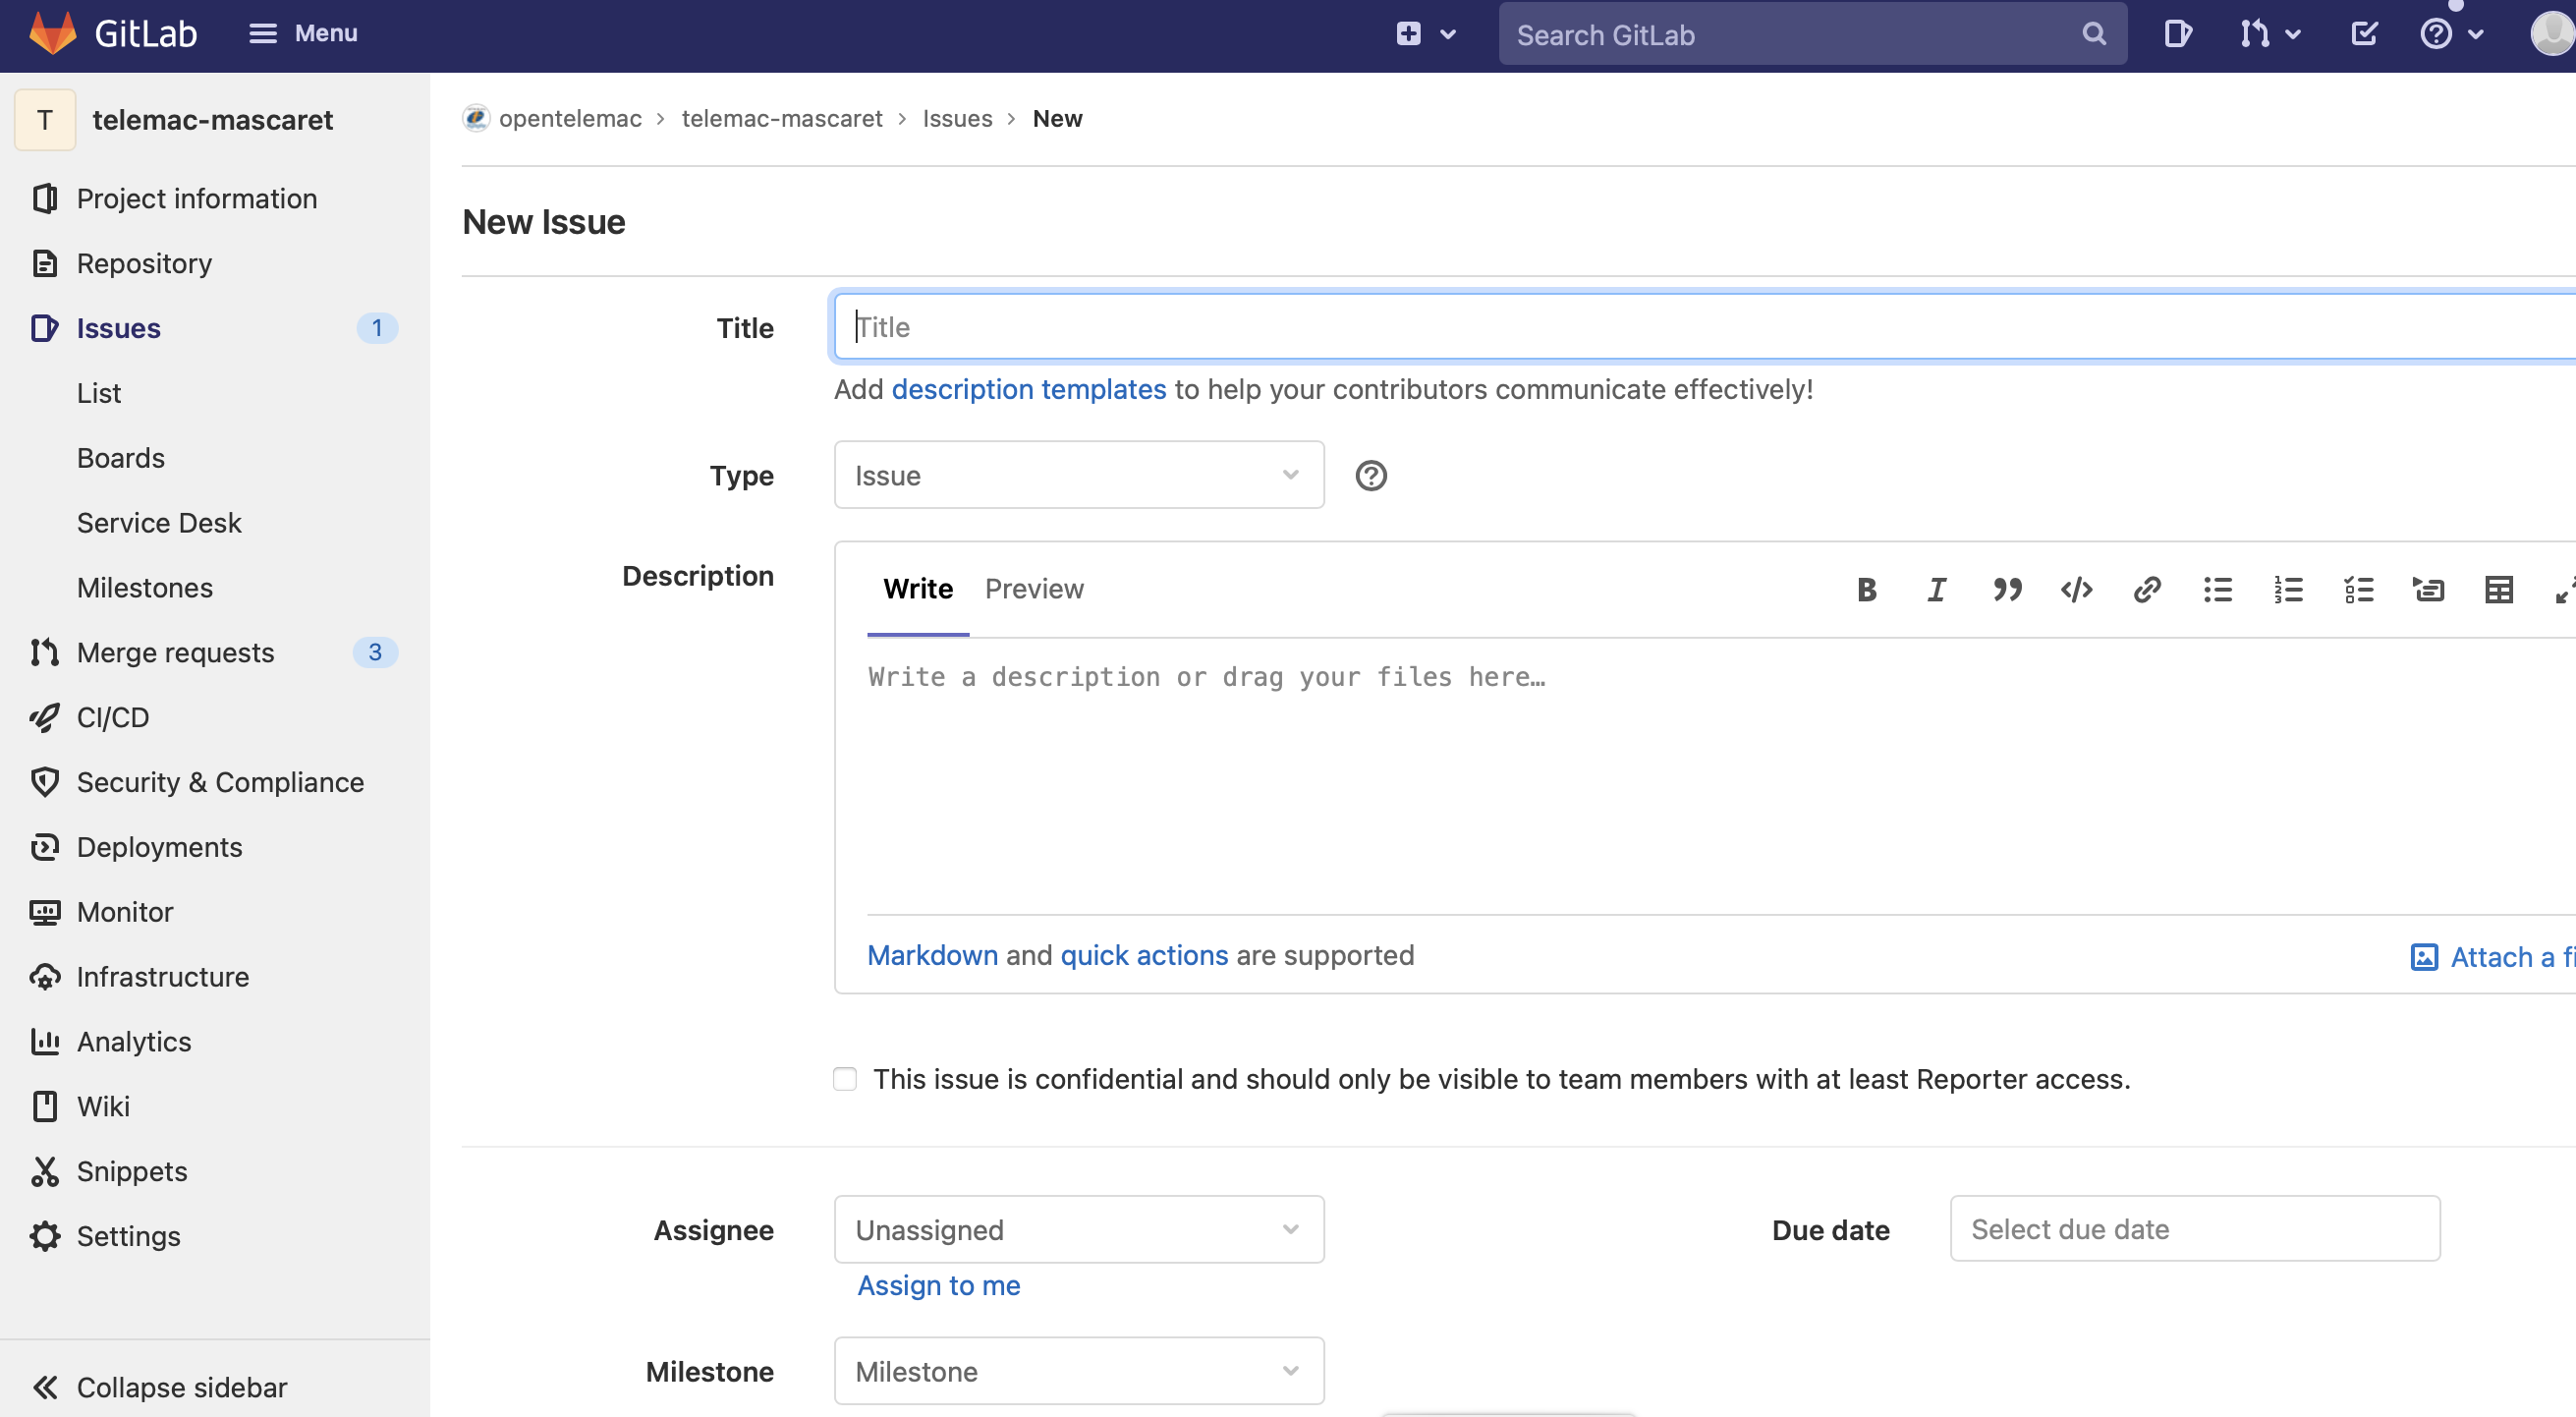 GitLab Menu Search GitLab
T telemac-mascaret
Project information
Repository
Issues 1
List
Boards
Service Desk
Milestones
Merge requests 3
CI/CD
Security & Compliance
Deployments
Monitor
Infrastructure
Analytics
Wiki
Snippets
Settings
Collapse sidebar
opentelemac › telemac-mascaret › Issues › New
New Issue
Title Title
Add description templates to help your contributors communicate effectively!
Type Issue
Description Write Preview
Write a description or drag your files here…
Markdown and quick actions are supported Attach a fi
This issue is confidential and should only be visible to team members with at least Reporter access.
Assignee Unassigned Due date Select due date
Assign to me
Milestone Milestone